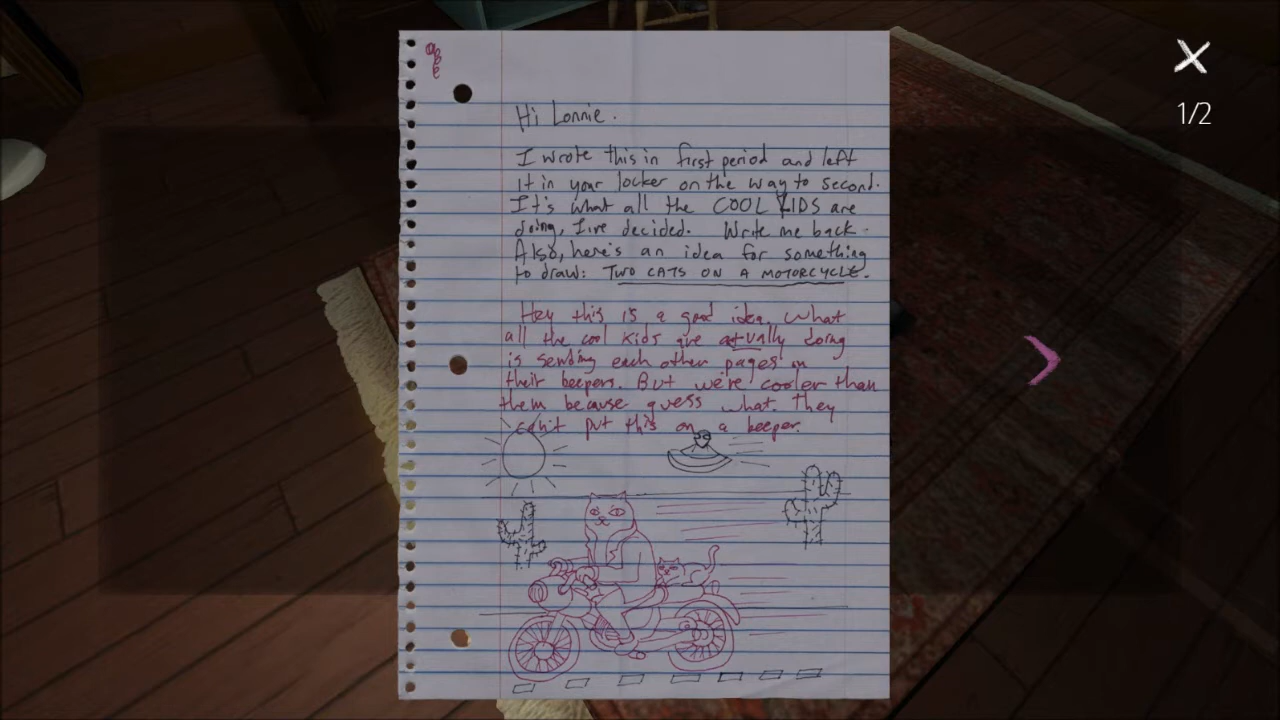 1/2
Hi Lonnie.
I wrote this in first period and left
it in your locker on the way to second.
It's what all the COOL KIDS are
doing, I've decided. Write me back.
Also, here's an idea for something
to draw: TWO CATS ON A MOTORCYCLE.
Hey this is a good idea. What
all the cool kids are actually doing
is sending each other pages on
their beepers. But we're cooler than
them because guess what. They
can't put this on a beeper.